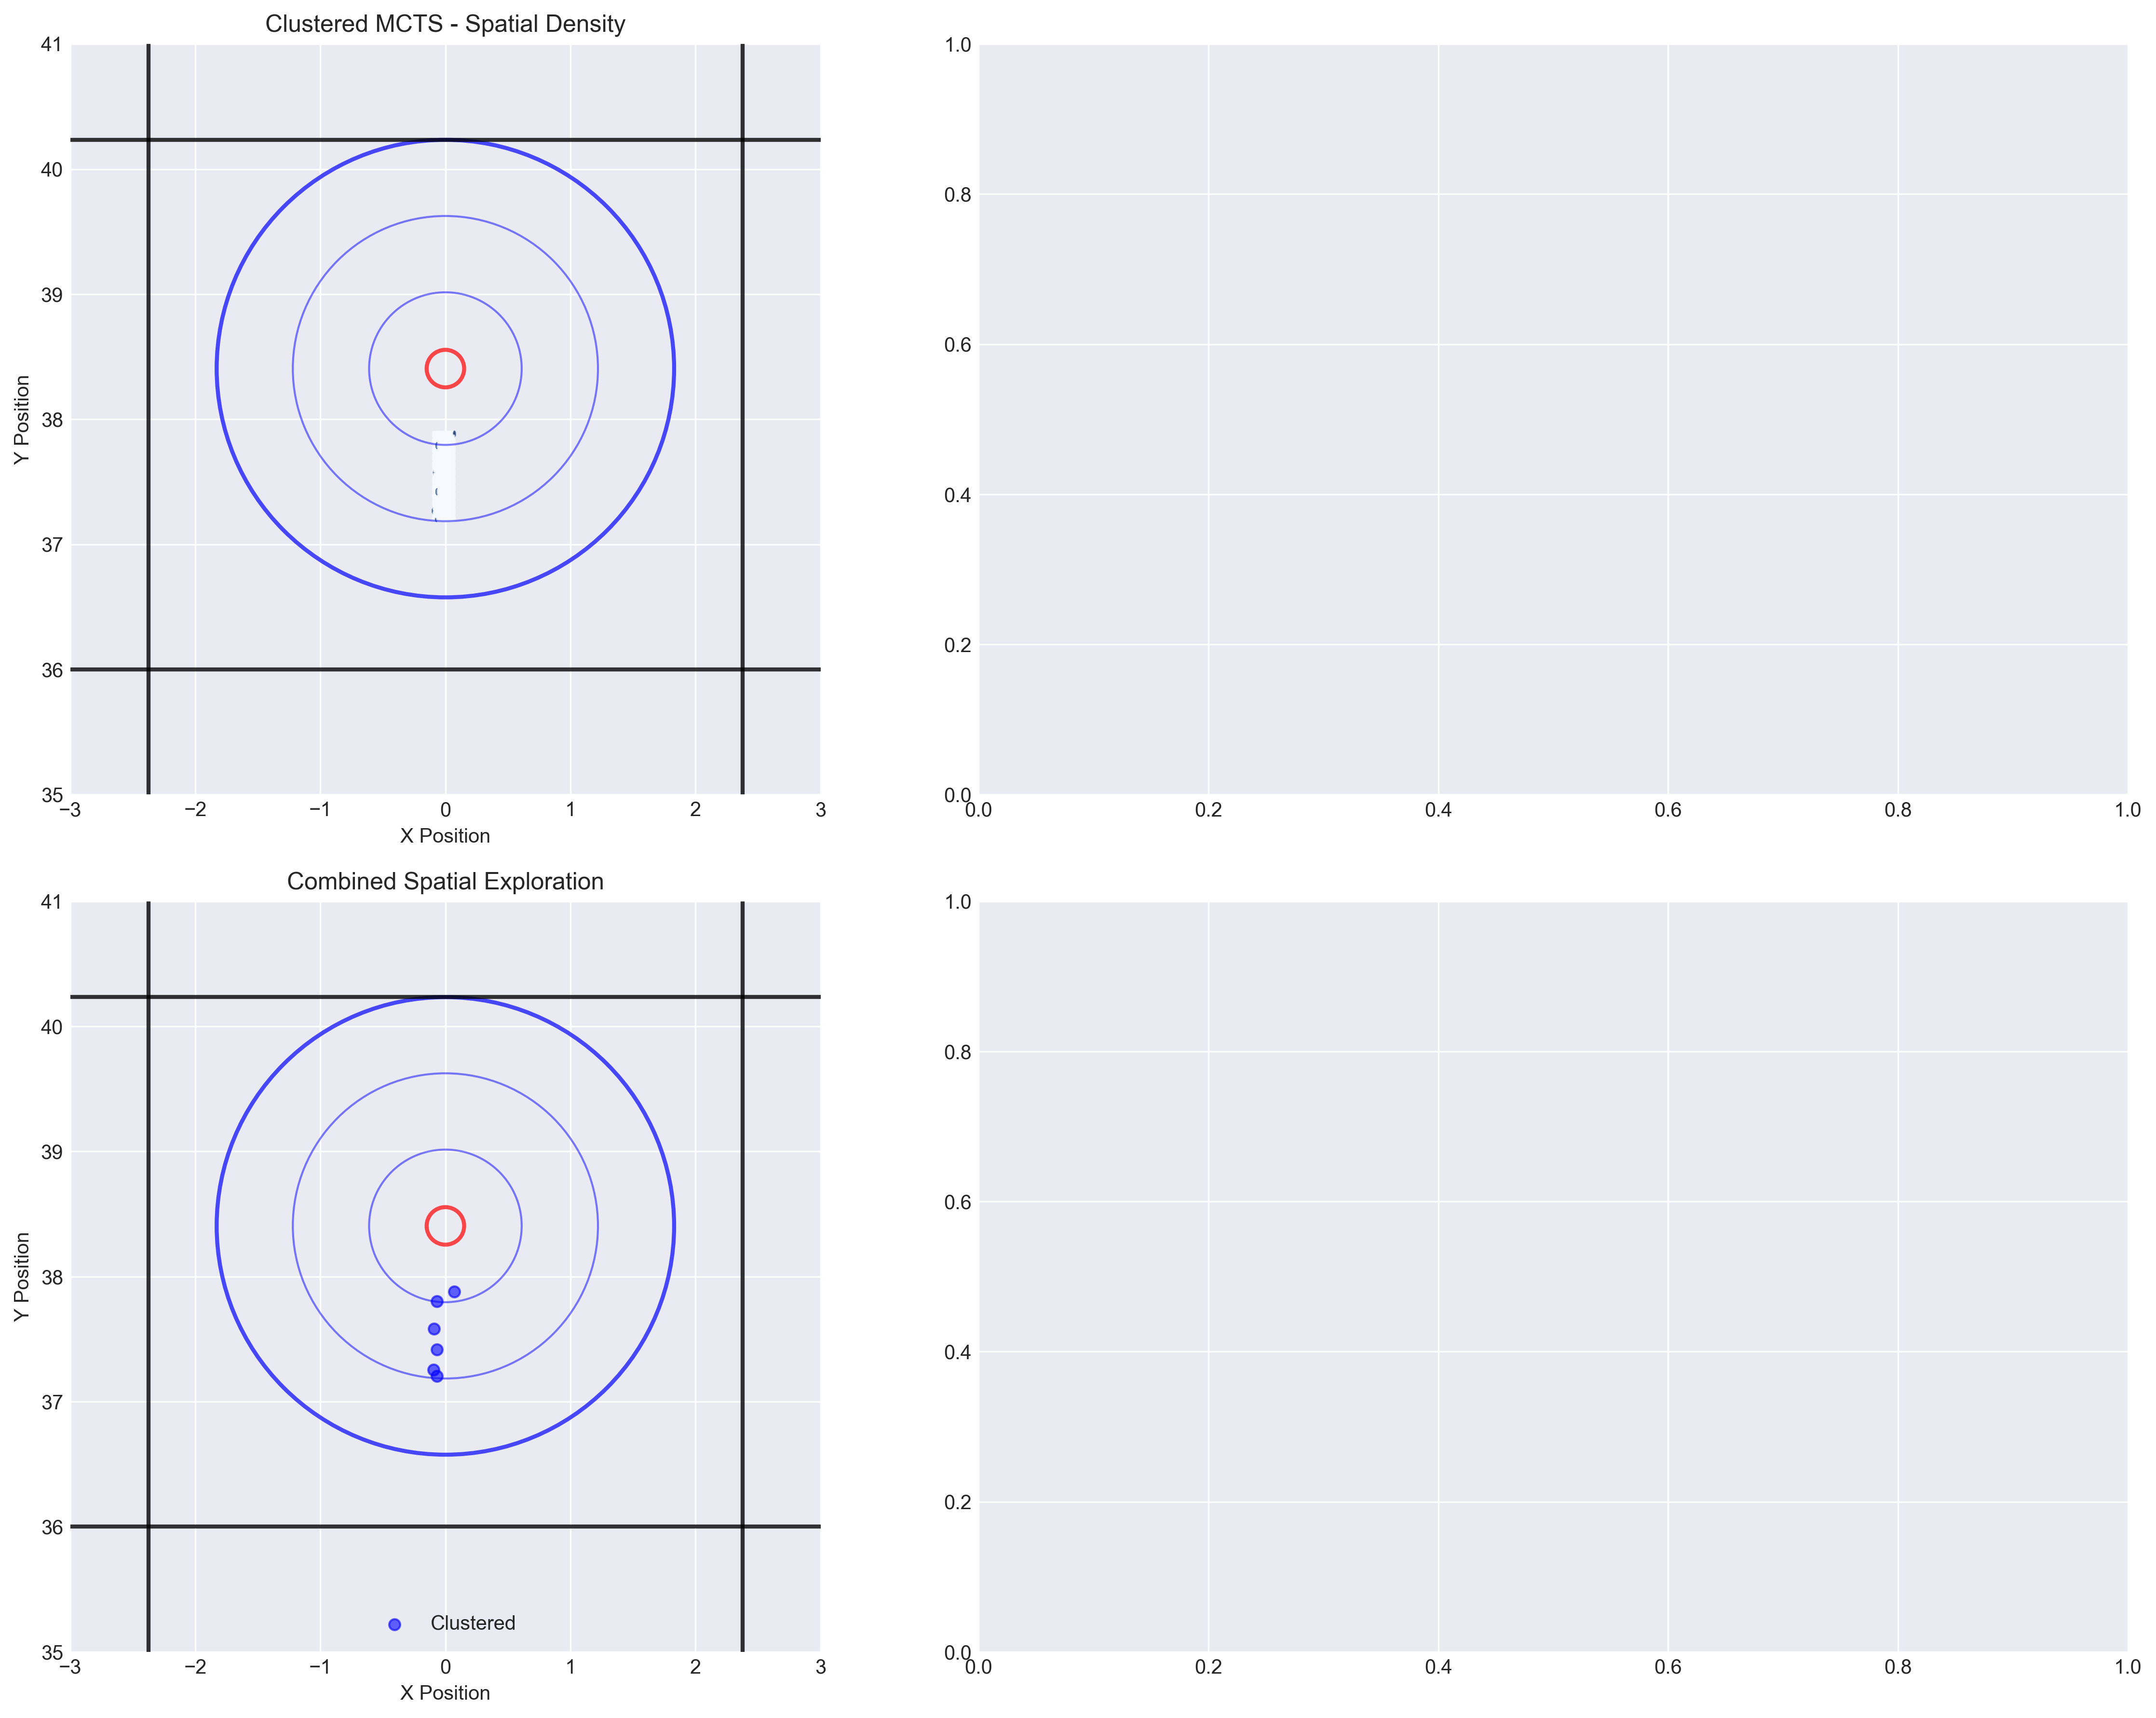 Clustered MCTS - Spatial Density
41
40
39
38
37
36
35
Y Position
−3 −2 −1 0 1 2 3
X Position
1.0
0.8
0.6
0.4
0.2
0.0
0.0 0.2 0.4 0.6 0.8 1.0
Combined Spatial Exploration
41
40
39
38
37
36
35
Y Position
Clustered
−3 −2 −1 0 1 2 3
X Position
1.0
0.8
0.6
0.4
0.2
0.0
0.0 0.2 0.4 0.6 0.8 1.0